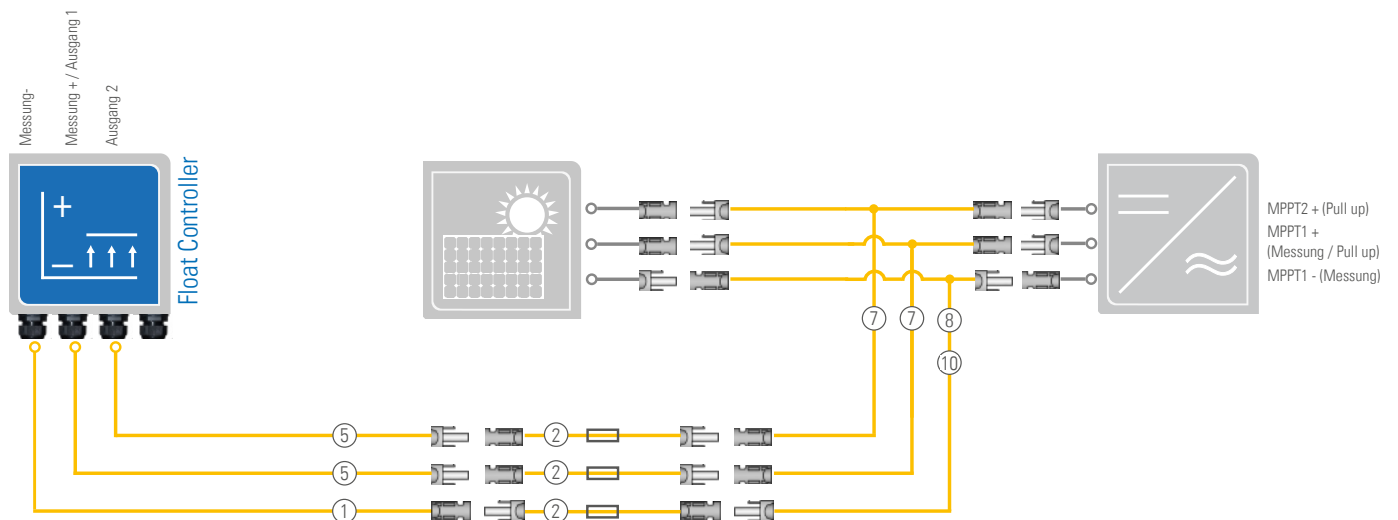 Messung-
Messung + / Ausgang 1
Ausgang 2
Float Controller
MPPT2 + (Pull up)
MPPT1 +
(Messung / Pull up)
MPPT1 - (Messung)
7
7
8
10
5
2
5
2
1
2